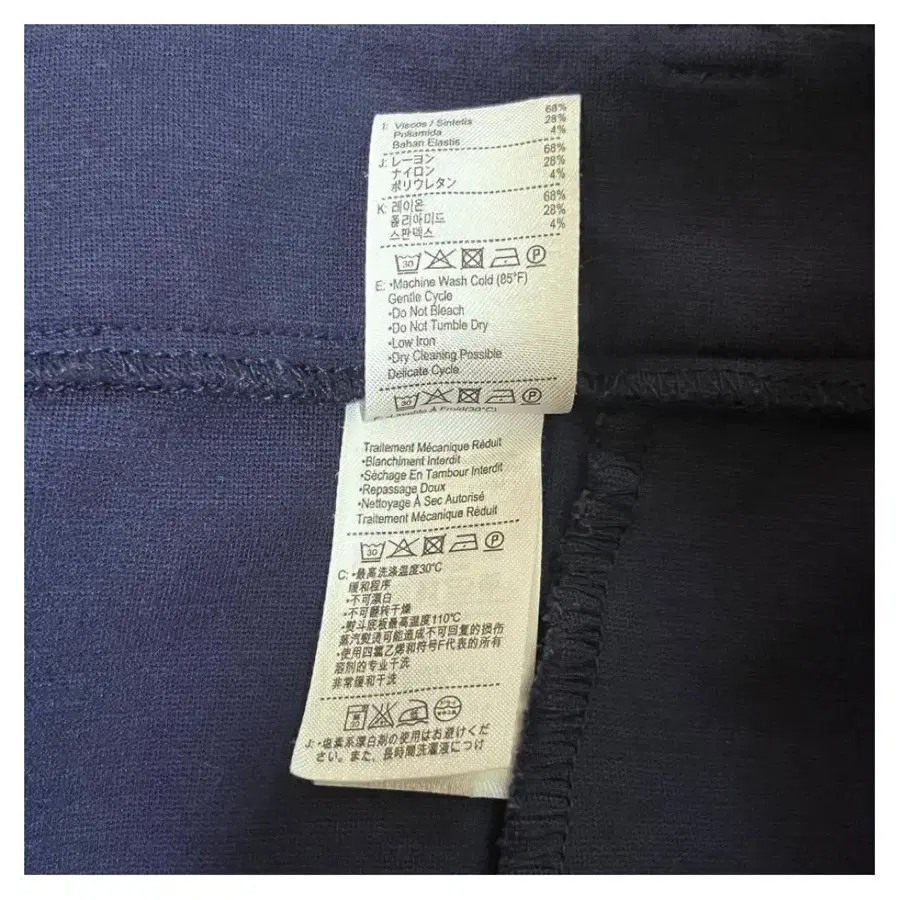 I: Viscos / Sintetis 68%
Poliamida 28%
Bahan Elastis 4%
J: レーヨン 68%
ナイロン 28%
ポリウレタン 4%
K: 레이온 68%
폴리아미드 28%
스판덱스 4%
30 P
E: •Machine Wash Cold (85°F)
Gentle Cycle
•Do Not Bleach
•Do Not Tumble Dry
•Low Iron
•Dry Cleaning Possible
Delicate Cycle
30 P
Froid(30°C)
Traitement Mécanique Réduit
•Blanchiment Interdit
•Séchage En Tambour Interdit
•Repassage Doux
•Nettoyage À Sec Autorisé
Traitement Mécanique Réduit
30 P
C: •最高洗涤温度30℃
缓和程序
•不可漂白
•不可翻转干燥
•熨斗底板最高温度110℃
蒸汽熨烫可能造成不可回复的损伤
•使用四氯乙烯和符号F代表的所有
溶剂的专业干洗
非常缓和干洗
30
J: •塩素系漂白剤の使用はお避けくだ
さい。また、長時間洗濯液につけ